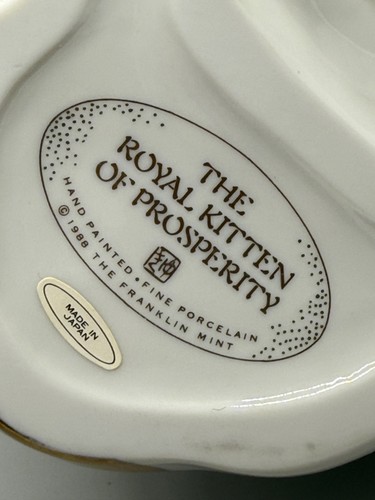 THE
ROYAL KITTEN
OF PROSPERITY
HAND PAINTED • FINE PORCELAIN
© 1988 THE FRANKLIN MINT
MADE IN
JAPAN